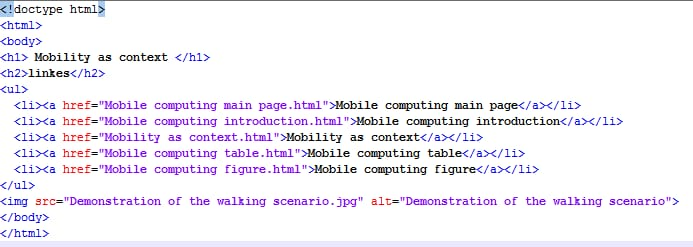 <!doctype html>
<html>
<body>
<h1> Mobility as context </h1>
<h2>linkes</h2>
<ul>
  <li><a href="Mobile computing main page.html">Mobile computing main page</a></li>
  <li><a href="Mobile computing introduction.html">Mobile computing introduction</a></li>
  <li><a href="Mobility as context.html">Mobility as context</a></li>
  <li><a href="Mobile computing table.html">Mobile computing table</a></li>
  <li><a href="Mobile computing figure.html">Mobile computing figure</a></li>
</ul>
<img src="Demonstration of the walking scenario.jpg" alt="Demonstration of the walking scenario">
</body>
</html>